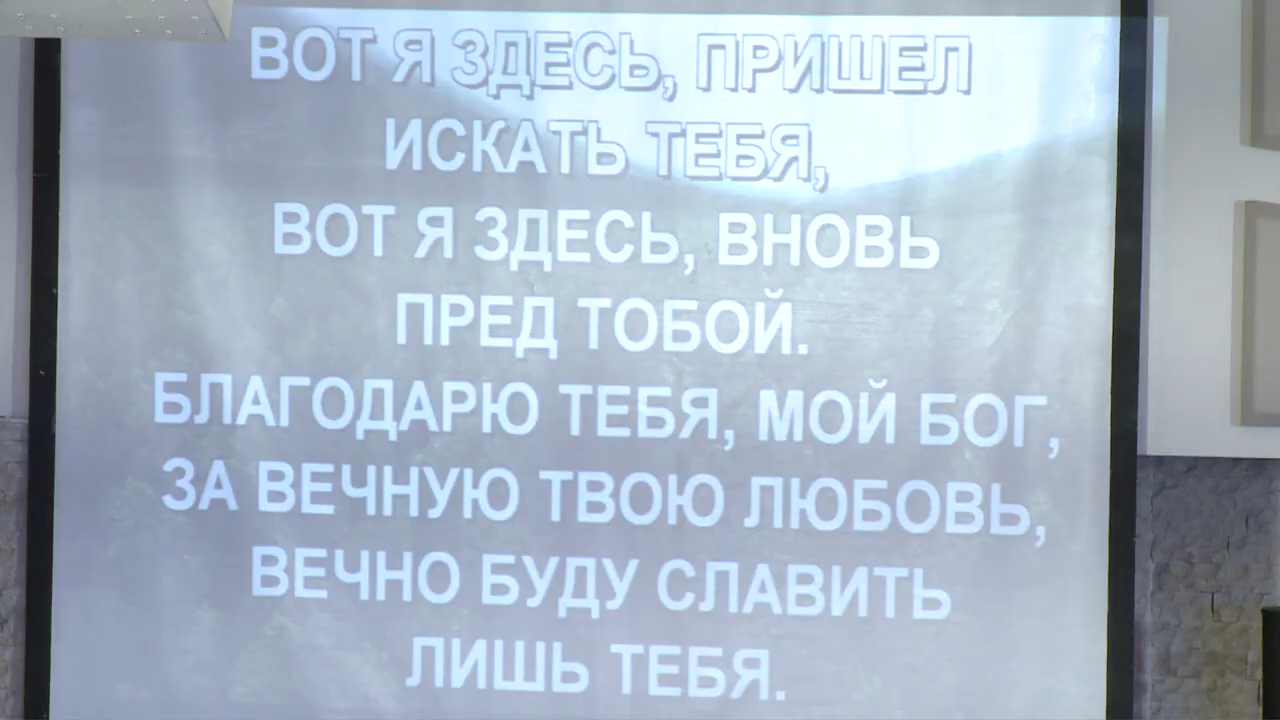 ВОТ Я ЗДЕСЬ, ПРИШЕЛ
ИСКАТЬ ТЕБЯ,
ВОТ Я ЗДЕСЬ, ВНОВЬ
ПРЕД ТОБОЙ.
БЛАГОДАРЮ ТЕБЯ, МОЙ БОГ,
ЗА ВЕЧНУЮ ТВОЮ ЛЮБОВЬ,
ВЕЧНО БУДУ СЛАВИТЬ
ЛИШЬ ТЕБЯ.